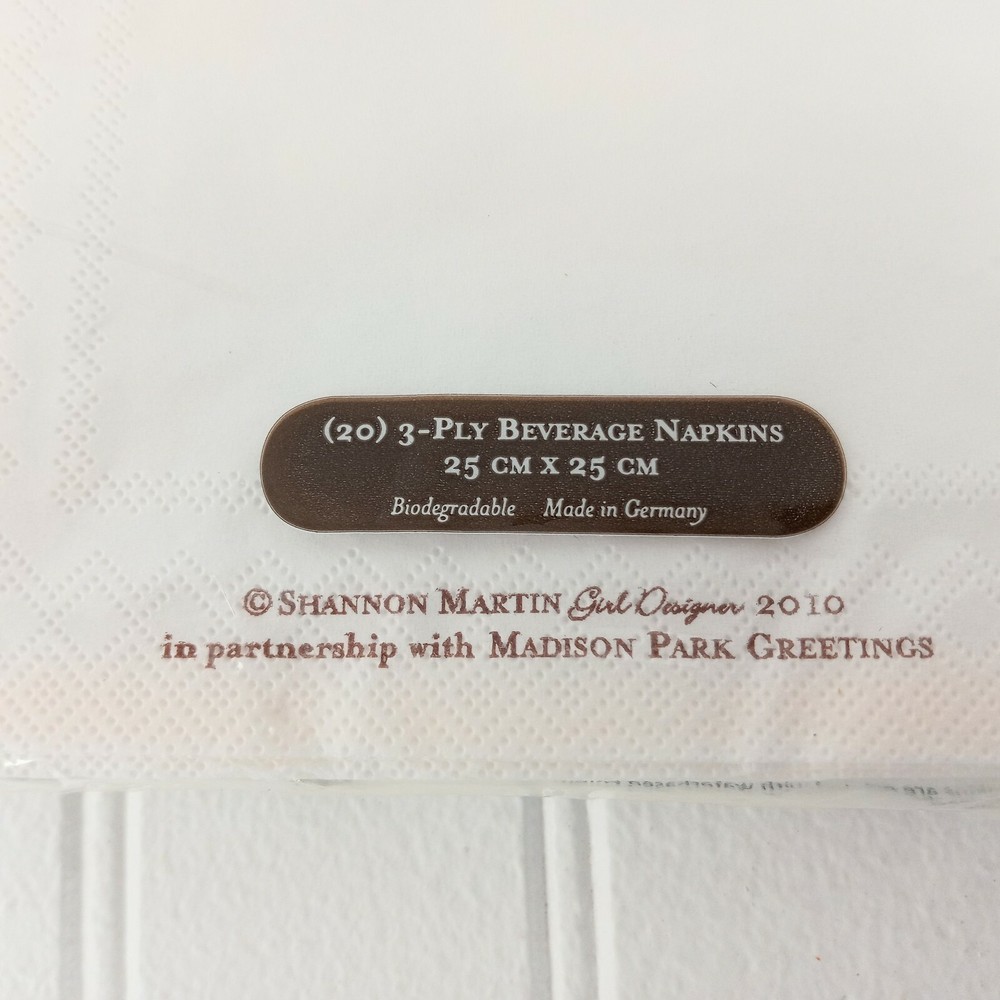 (20) 3-Ply Beverage Napkins
25 cm x 25 cm
Biodegradable Made in Germany
© Shannon Martin Girl Designer 2010
in partnership with Madison Park Greetings